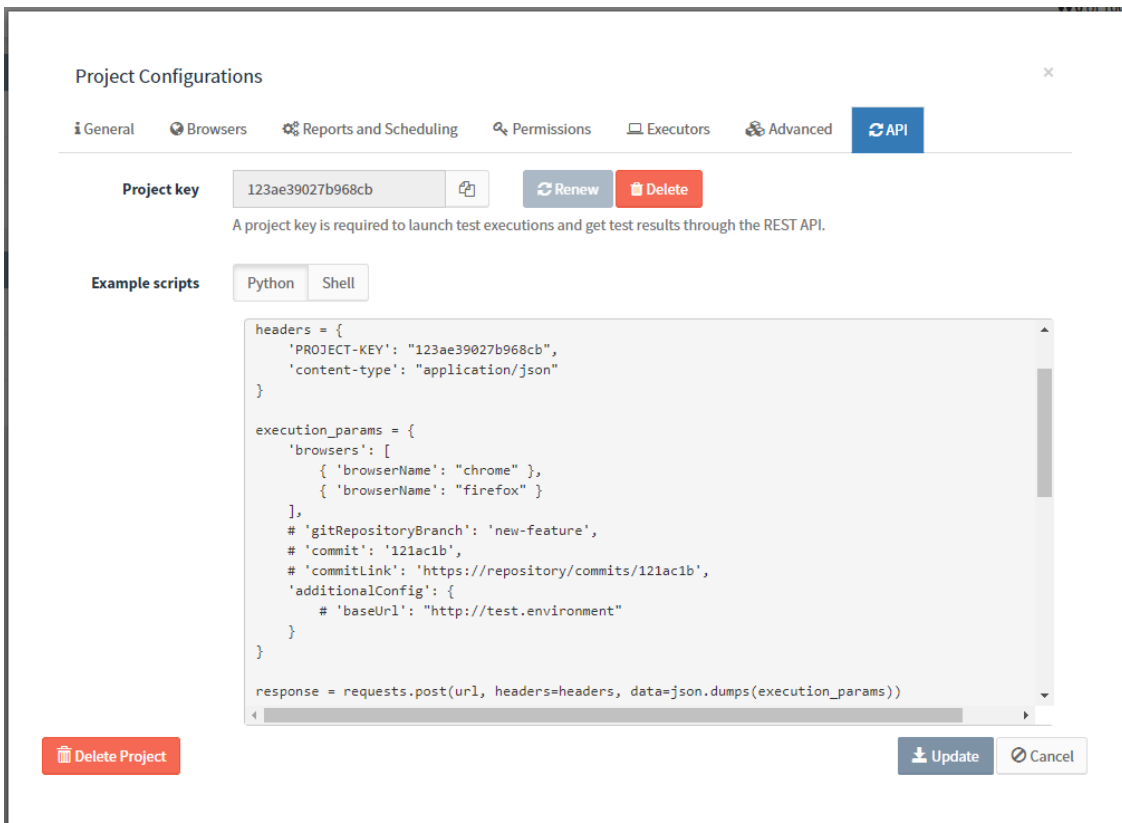 Project Configurations
×
General Browsers Reports and Scheduling Permissions Executors Advanced API
Project key 123ae39027b968cb Renew Delete
A project key is required to launch test executions and get test results through the REST API.
Example scripts Python Shell
headers = {
    'PROJECT-KEY': "123ae39027b968cb",
    'content-type': "application/json"
}
execution_params = {
    'browsers': [
        { 'browserName': "chrome" },
        { 'browserName': "firefox" }
    ],
    # 'gitRepositoryBranch': 'new-feature',
    # 'commit': '121ac1b',
    # 'commitLink': 'https://repository/commits/121ac1b',
    'additionalConfig': {
        # 'baseUrl': "http://test.environment"
    }
}
response = requests.post(url, headers=headers, data=json.dumps(execution_params))
Delete Project Update Cancel